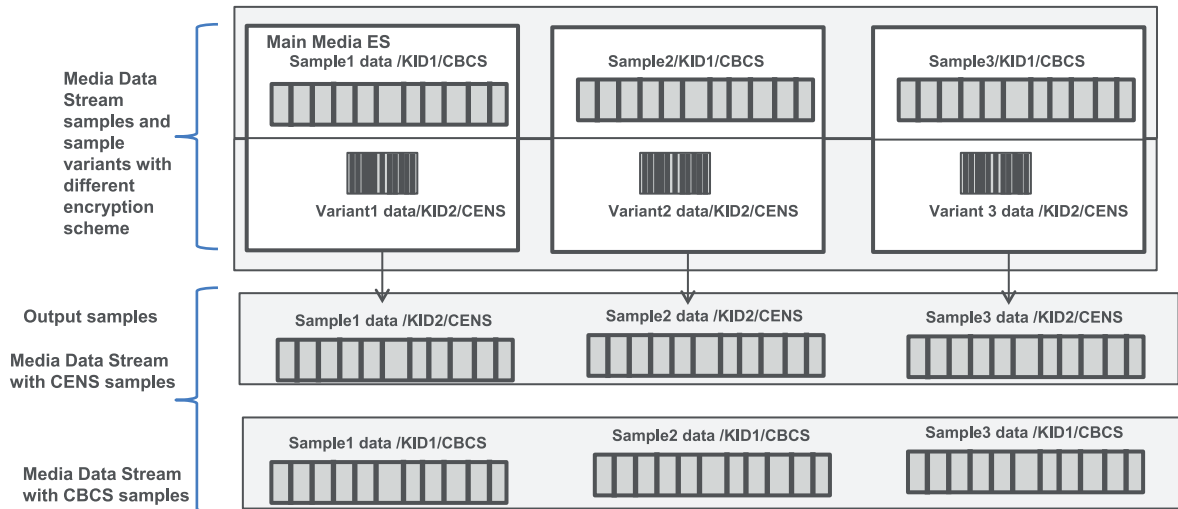 Main Media ES
Sample1 data /KID1/CBCS
Sample2/KID1/CBCS
Sample3/KID1/CBCS
Media Data
Stream
samples and
sample
variants with
different
encryption
scheme
Variant1 data/KID2/CENS
Variant2 data/KID2/CENS
Variant 3 data /KID2/CENS
Output samples
Sample1 data /KID2/CENS
Sample2 data /KID2/CENS
Sample3 data /KID2/CENS
Media Data Stream
with CENS samples
Sample1 data /KID1/CBCS
Sample2 data /KID1/CBCS
Sample3 data /KID1/CBCS
Media Data Stream
with CBCS samples